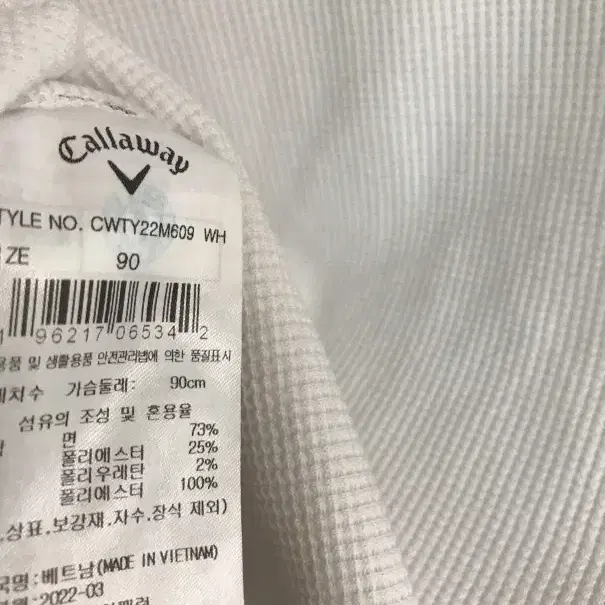 Callaway
TYLE NO. CWTY22M609 WH
ZE 90
96217 06534 2
용품 및 생활용품 안전관리법에 의한 품질표시
체치수 가슴둘레: 90cm
섬유의 조성 및 혼용율
면 73%
폴리에스터 25%
폴리우레탄 2%
폴리에스터 100%
.상표.보강재.자수.장식 제외)
국명:베트남(MADE IN VIETNAM)
:2022-03